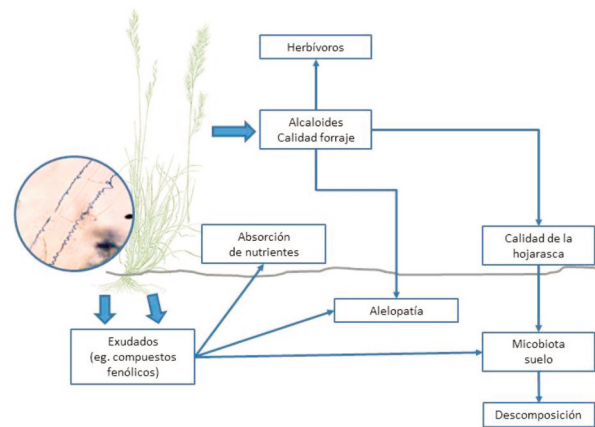 Herbívoros
Alcaloides
Calidad forraje
Absorción
de nutrientes
Calidad de la
hojarasca
Alelopatía
Exudados
(eg. compuestos
fenólicos)
Micobiota
suelo
Descomposición